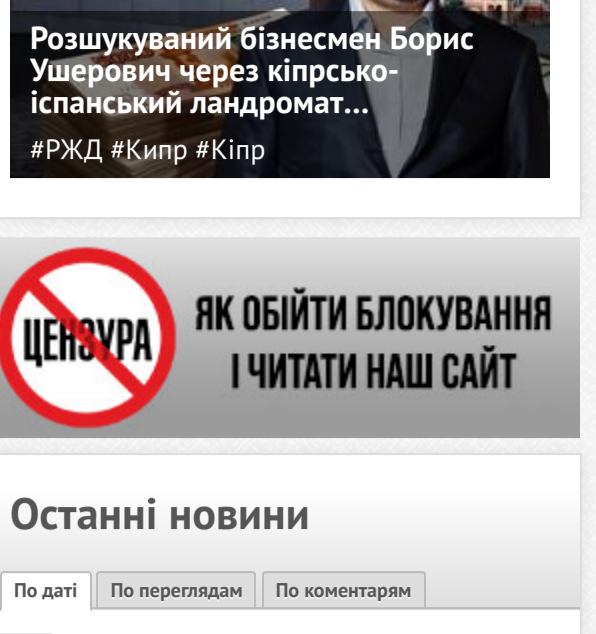 Розшукуваний бізнесмен Борис
Ушерович через кіпрсько-
іспанський ландромат...
#РЖД #Кипр #Кіпр
ЦЕНЗУРА
ЯК ОБІЙТИ БЛОКУВАННЯ
І ЧИТАТИ НАШ САЙТ
Останні новини
По даті По переглядам По коментарям